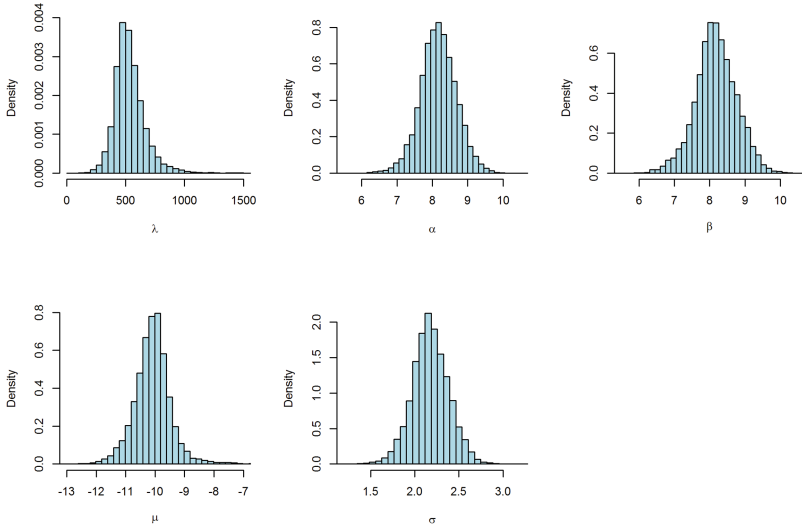 Density
0.000 0.001 0.002 0.003 0.004
0 500 1000 1500
λ
Density
0.0 0.2 0.4 0.6 0.8
6 7 8 9 10
α
Density
0.0 0.2 0.4 0.6
6 7 8 9 10
β
Density
0.0 0.2 0.4 0.6 0.8
-13 -12 -11 -10 -9 -8 -7
μ
Density
0.0 0.5 1.0 1.5 2.0
1.5 2.0 2.5 3.0
σ